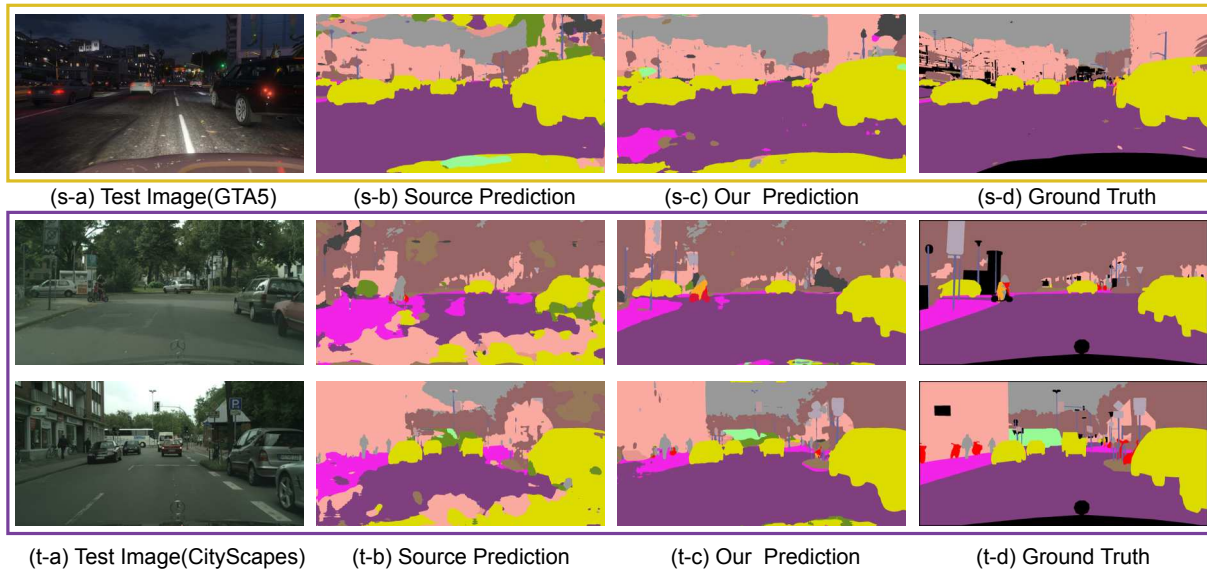 (s-a) Test Image(GTA5) (s-b) Source Prediction (s-c) Our Prediction (s-d) Ground Truth
(t-a) Test Image(CityScapes) (t-b) Source Prediction (t-c) Our Prediction (t-d) Ground Truth